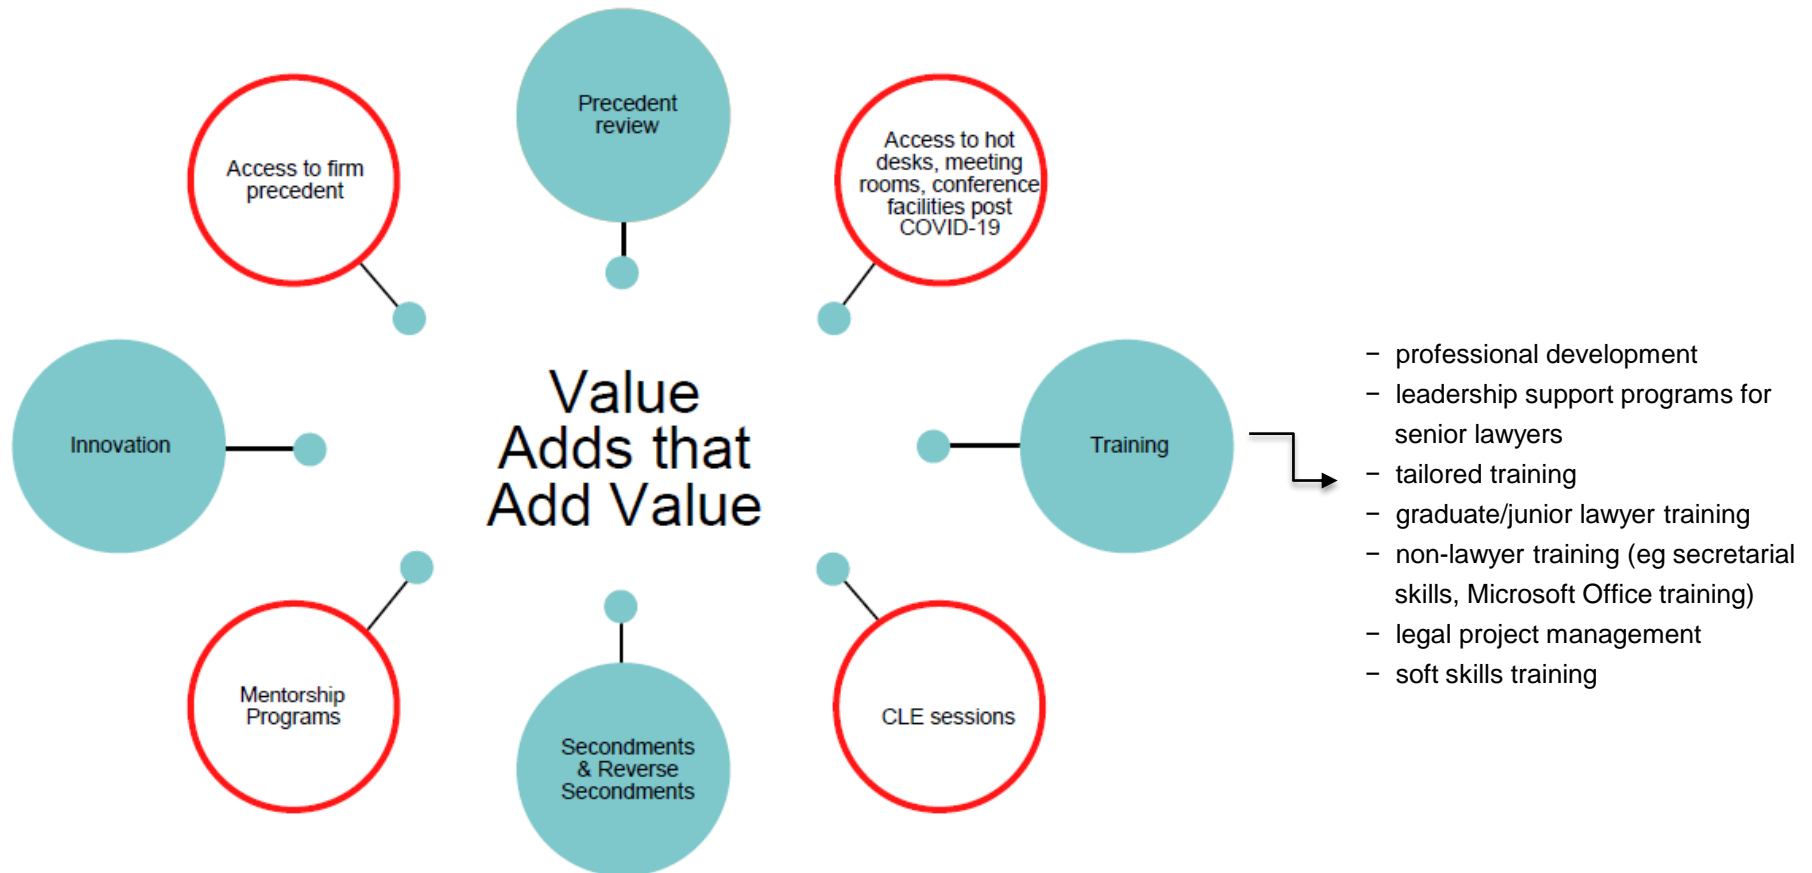 Precedent
review
Access to firm
precedent
Access to hot
desks, meeting
rooms, conference
facilities post
COVID-19
Innovation
Value
Adds that
Add Value
Training
− professional development
− leadership support programs for
senior lawyers
− tailored training
− graduate/junior lawyer training
− non-lawyer training (eg secretarial
skills, Microsoft Office training)
− legal project management
− soft skills training
Mentorship
Programs
Secondments
& Reverse
Secondments
CLE sessions